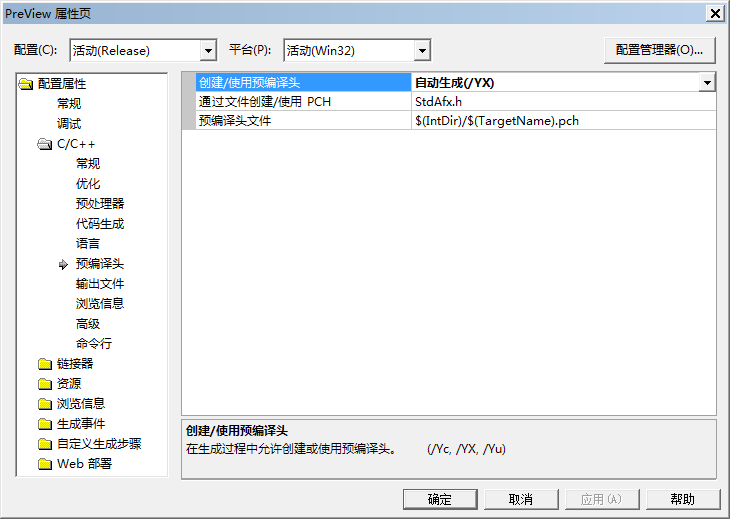 PreView 属性页
配置(C): 活动(Release) 平台(P): 活动(Win32) 配置管理器(O)...
配置属性
常规
调试
C/C++
常规
优化
预处理器
代码生成
语言
预编译头
输出文件
浏览信息
高级
命令行
链接器
资源
浏览信息
生成事件
自定义生成步骤
Web 部署
创建/使用预编译头 自动生成(/YX)
通过文件创建/使用 PCH StdAfx.h
预编译头文件 $(IntDir)/$(TargetName).pch
创建/使用预编译头
在生成过程中允许创建或使用预编译头。 (/Yc, /YX, /Yu)
确定 取消 应用(A) 帮助